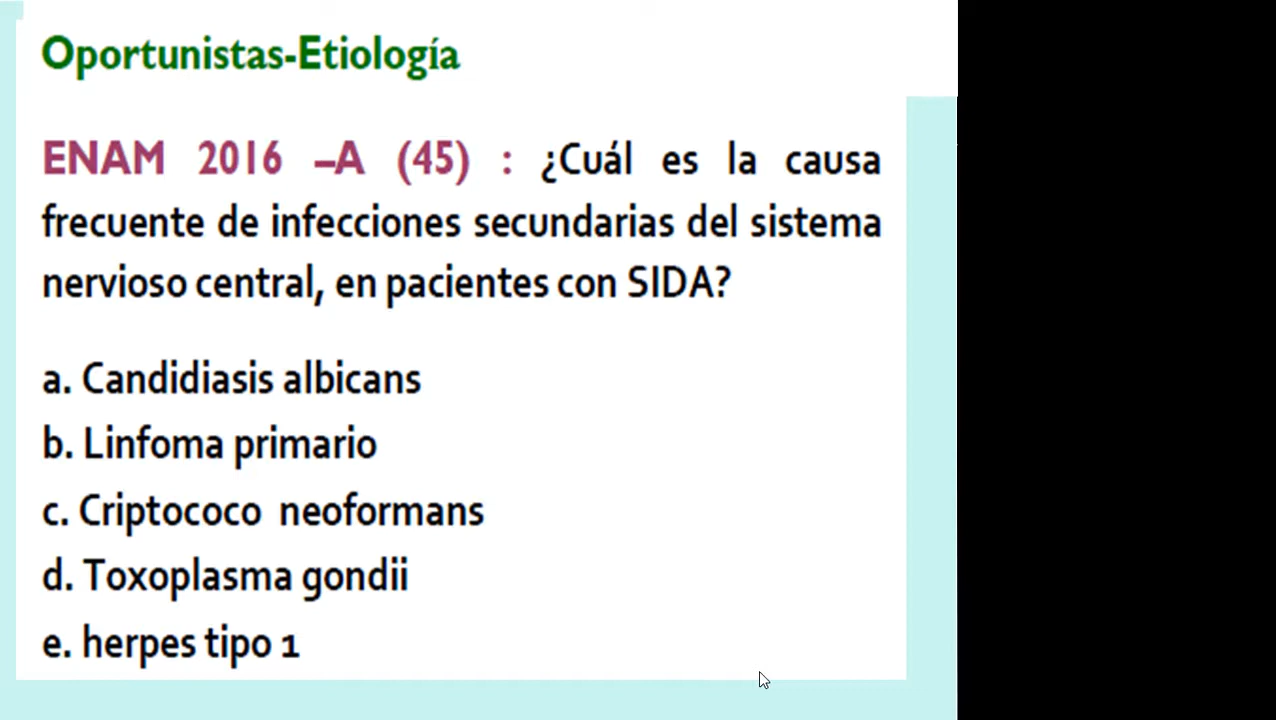 Oportunistas-Etiología
ENAM 2016 –A (45) : ¿Cuál es la causa
frecuente de infecciones secundarias del sistema
nervioso central, en pacientes con SIDA?
a. Candidiasis albicans
b. Linfoma primario
c. Criptococo neoformans
d. Toxoplasma gondii
e. herpes tipo 1